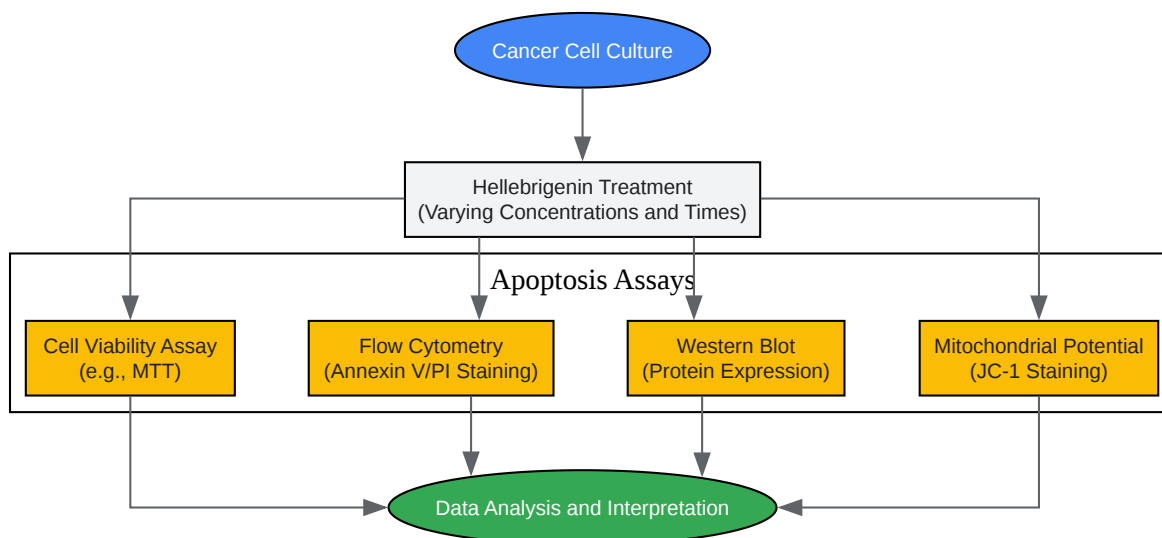 Cancer Cell Culture
Hellebrigenin Treatment
(Varying Concentrations and Times)
Apoptosis Assays
Cell Viability Assay
(e.g., MTT)
Flow Cytometry
(Annexin V/PI Staining)
Western Blot
(Protein Expression)
Mitochondrial Potential
(JC-1 Staining)
Data Analysis and Interpretation